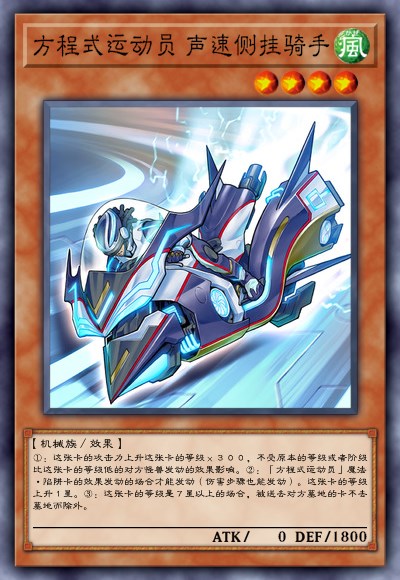 方程式运动员 声速侧挂骑手
風
【机械族/效果】
①：这张卡的攻击力上升这张卡的等级×３００，不受原本的等级或者阶级
比这张卡的等级低的对方怪兽发动的效果影响。②：「方程式运动员」魔法
·陷阱卡的效果发动的场合才能发动（伤害步骤也能发动）。这张卡的等级
上升１星。③：这张卡的等级是７星以上的场合，被送去对方墓地的卡不去
墓地而除外。
ATK/ 0 DEF/1800